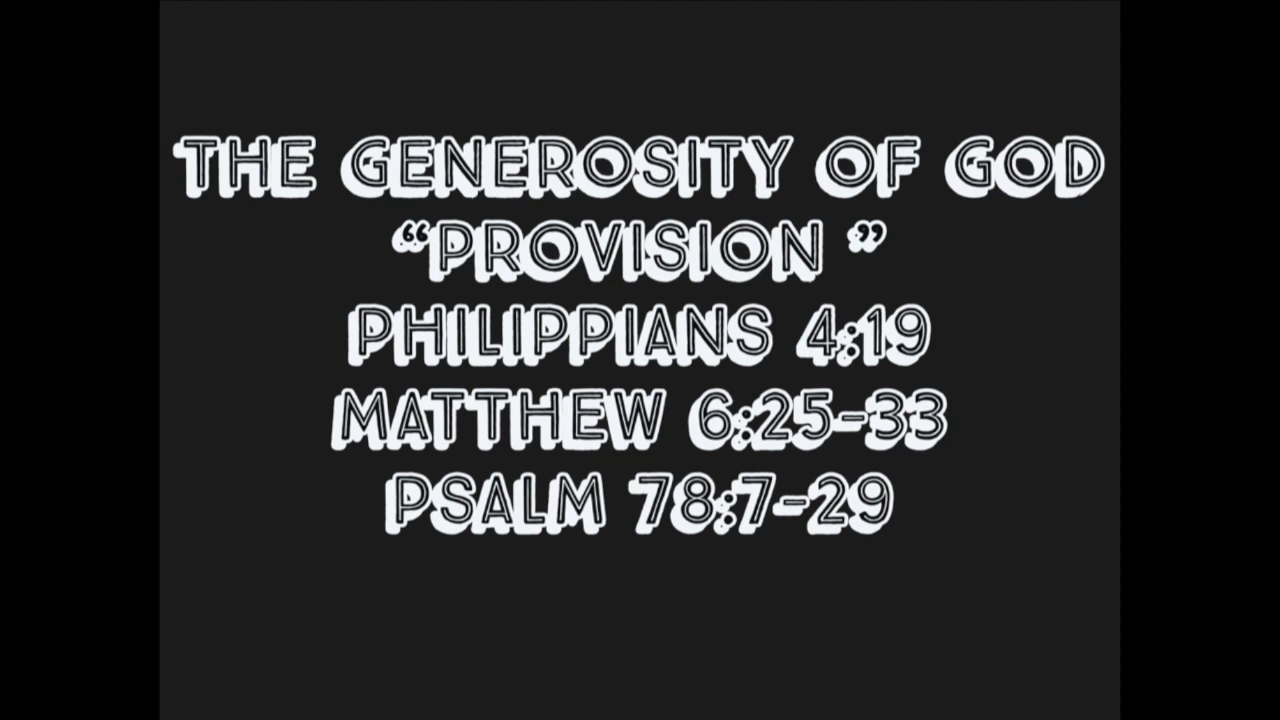 THE GENEROSITY OF GOD
“PROVISION ”
PHILIPPIANS 4:19
MATTHEW 6:25-33
PSALM 78:7-29